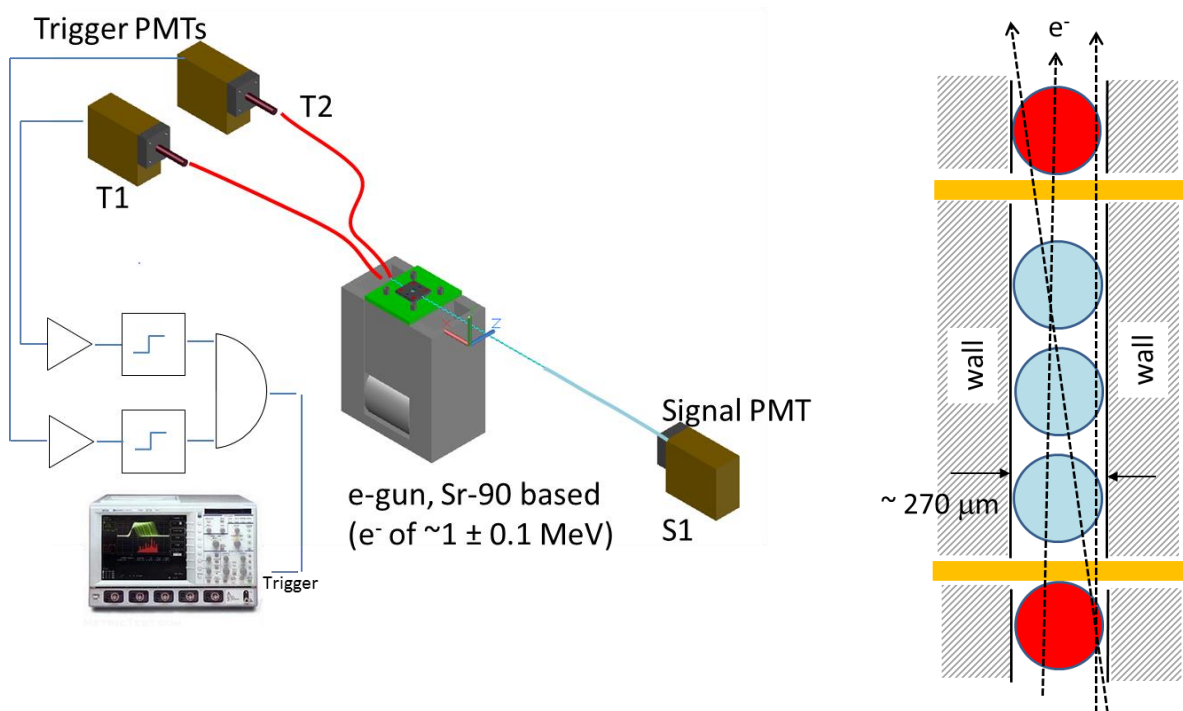 Trigger PMTs
T2
T1
Signal PMT
S1
e-gun, Sr-90 based
(e- of ~1 ± 0.1 MeV)
Trigger
e-
wall
wall
~ 270 μm